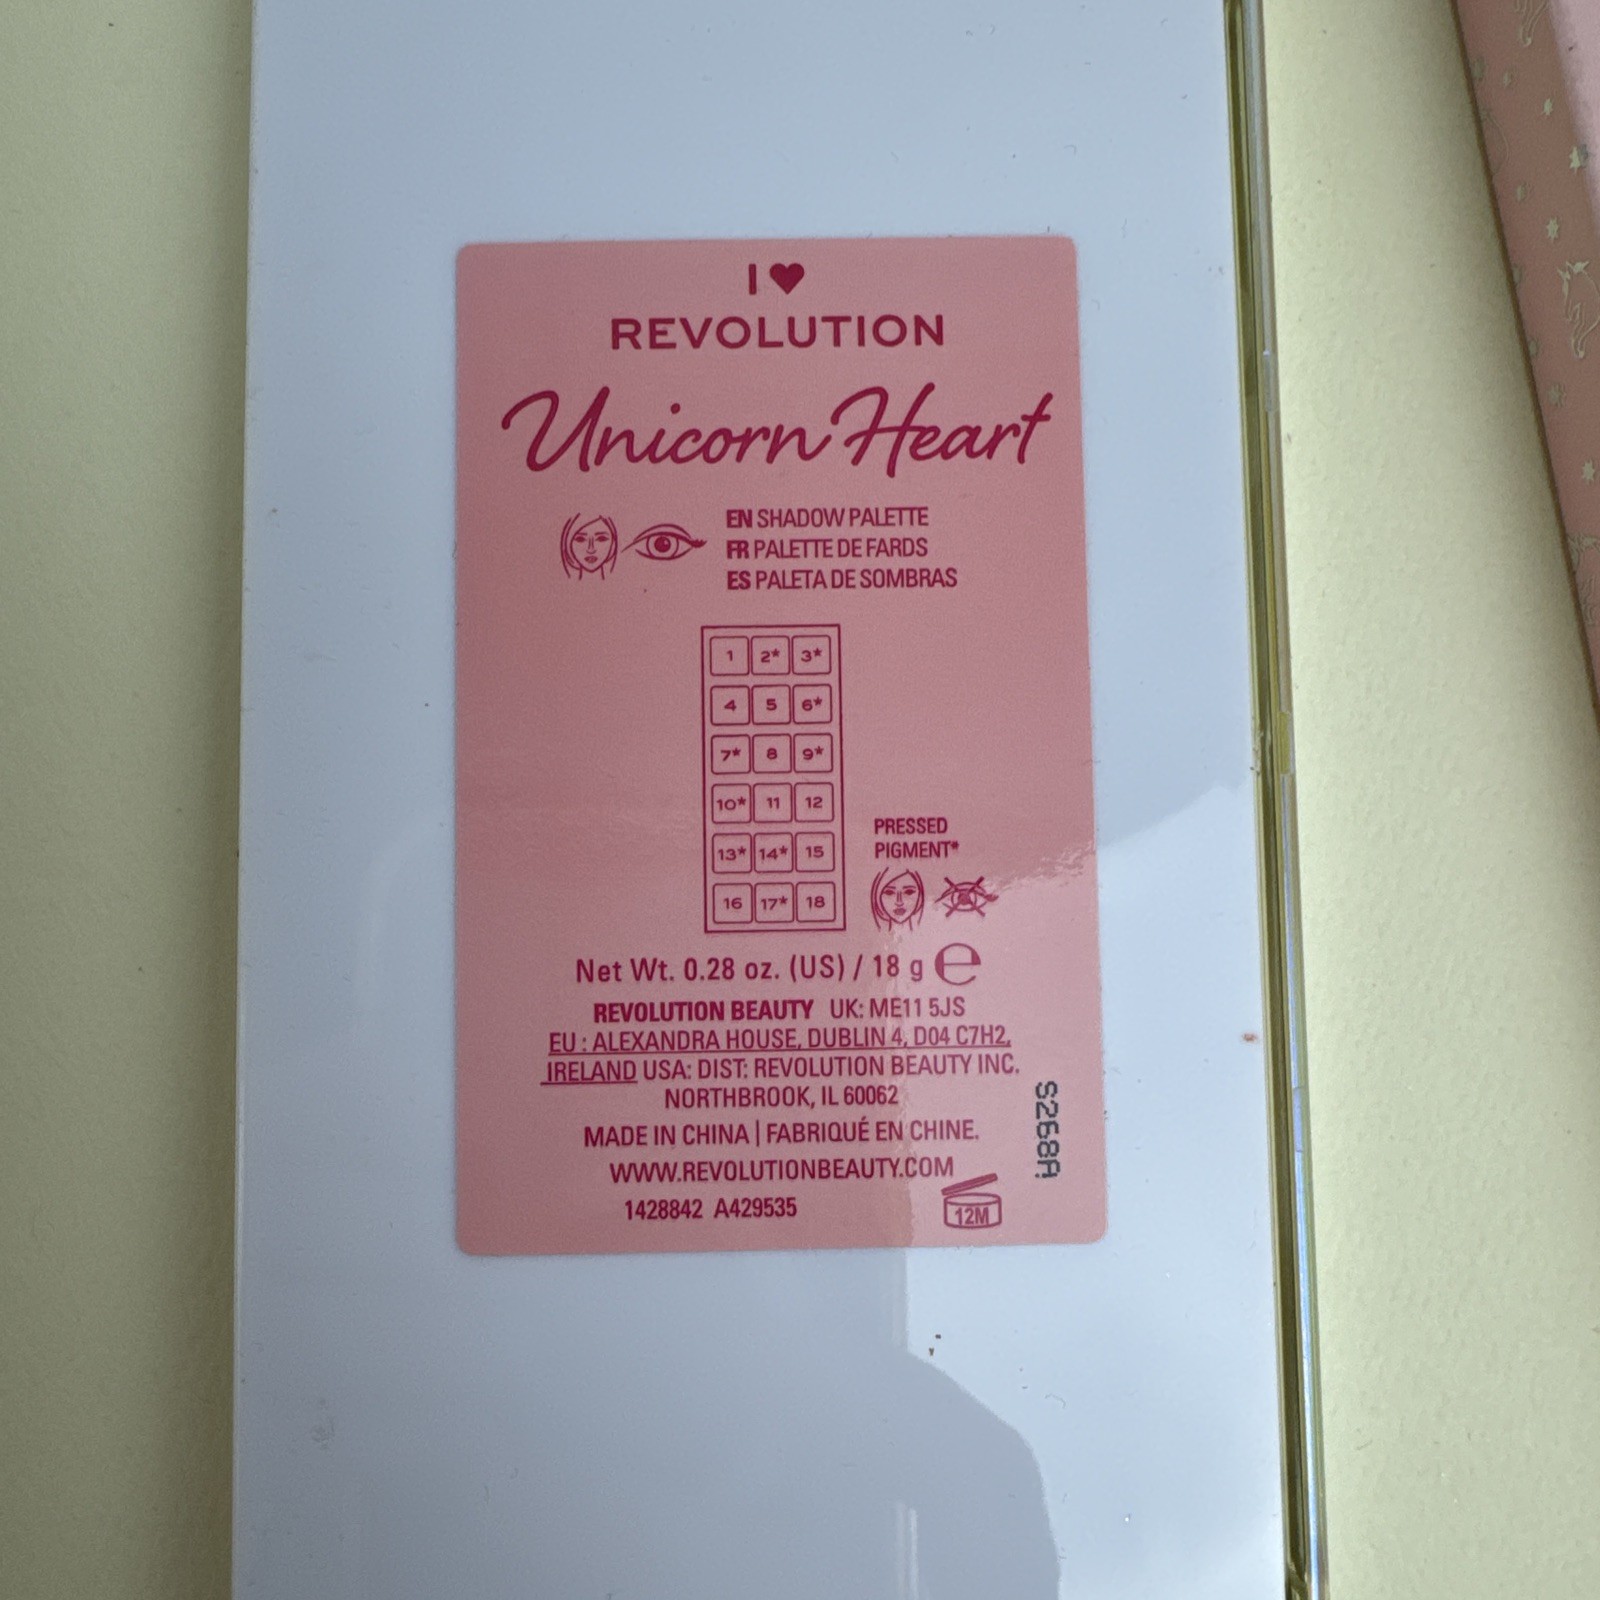 I ♥
REVOLUTION
Unicorn Heart
EN SHADOW PALETTE
FR PALETTE DE FARDS
ES PALETA DE SOMBRAS
1 2* 3*
4 5 6*
7* 8 9*
10* 11 12
13* 14* 15
16 17* 18
PRESSED
PIGMENT*
Net Wt. 0.28 oz. (US) / 18 g ℮
REVOLUTION BEAUTY UK: ME11 5JS
EU : ALEXANDRA HOUSE, DUBLIN 4, D04 C7H2,
IRELAND USA: DIST: REVOLUTION BEAUTY INC.
NORTHBROOK, IL 60062
MADE IN CHINA | FABRIQUÉ EN CHINE.
WWW.REVOLUTIONBEAUTY.COM
1428842 A429535
12M
S268A